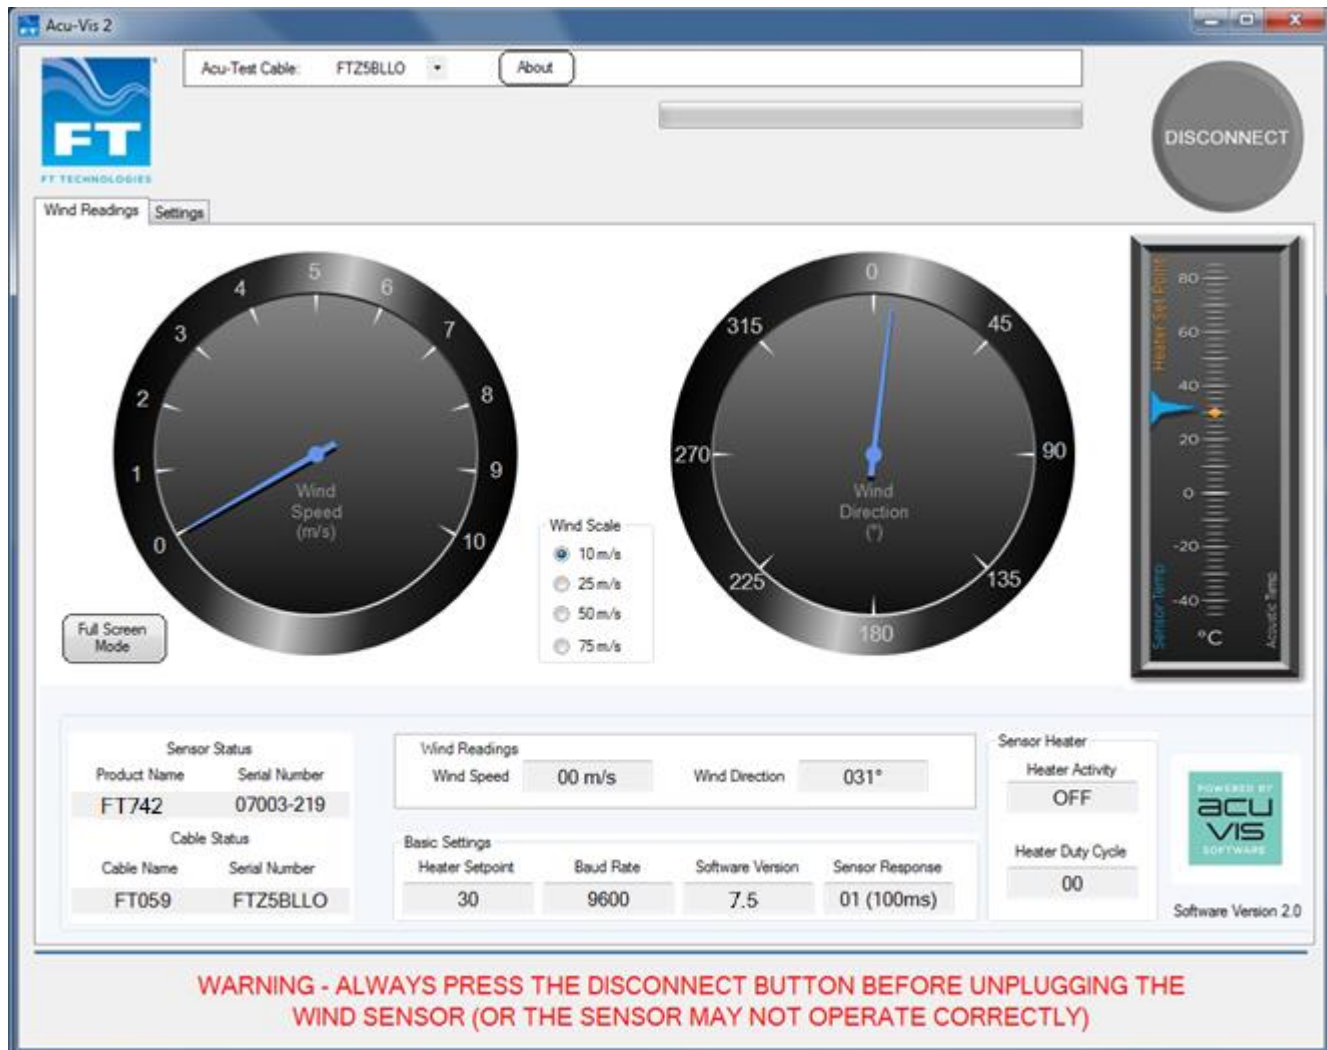 Acu-Vis 2
Acu-Test Cable: FTZ5BLLO About
FT
FT TECHNOLOGIES
DISCONNECT
Wind Readings Settings
0 1 2 3 4 5 6 7 8 9 10
Wind
Speed
(m/s)
Full Screen
Mode
Wind Scale
10 m/s
25 m/s
50 m/s
75 m/s
0 45 90 135 180 225 270 315
Wind
Direction
(°)
Heater Set Point
Sensor Temp
80
60
40
20
0
-20
-40
°C
Acoustic Temp
Sensor Status
Product Name Serial Number
FT742 07003-219
Cable Status
Cable Name Serial Number
FT059 FTZ5BLLO
Wind Readings
Wind Speed 00 m/s Wind Direction 031°
Basic Settings
Heater Setpoint Baud Rate Software Version Sensor Response
30 9600 7.5 01 (100ms)
Sensor Heater
Heater Activity
OFF
Heater Duty Cycle
00
POWERED BY
acu
vis
SOFTWARE
Software Version 2.0
WARNING - ALWAYS PRESS THE DISCONNECT BUTTON BEFORE UNPLUGGING THE
WIND SENSOR (OR THE SENSOR MAY NOT OPERATE CORRECTLY)